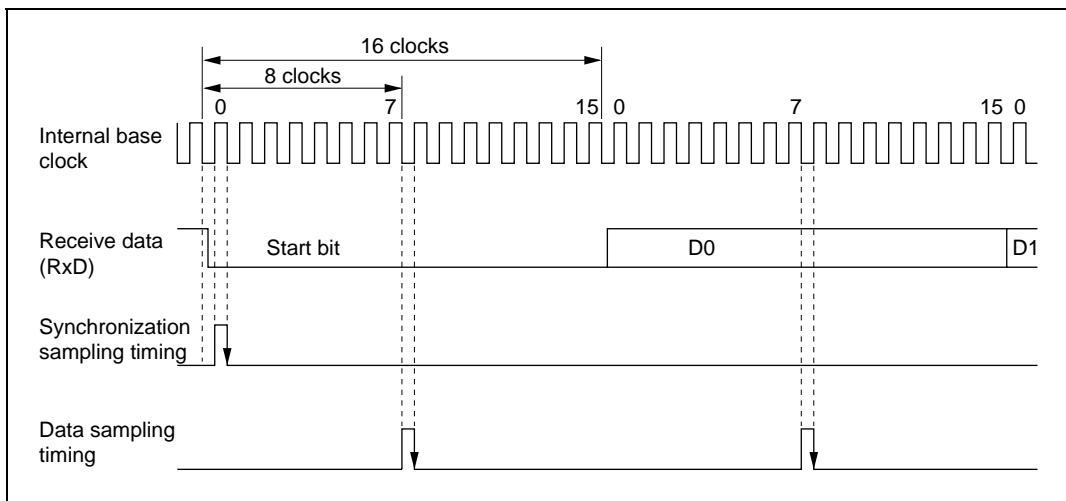 16 clocks
8 clocks
0 7 15 0 7 15 0
Internal base
clock
Receive data
(RxD)
Start bit D0 D1
Synchronization
sampling timing
Data sampling
timing